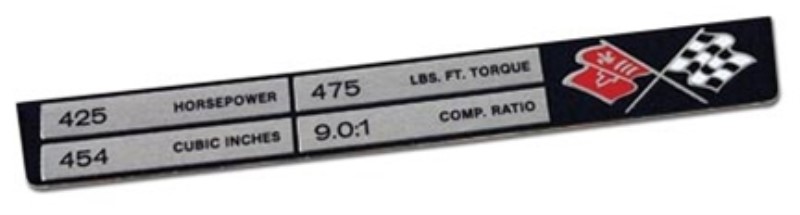 425 HORSEPOWER
475 LBS. FT. TORQUE
454 CUBIC INCHES
9.0:1 COMP. RATIO